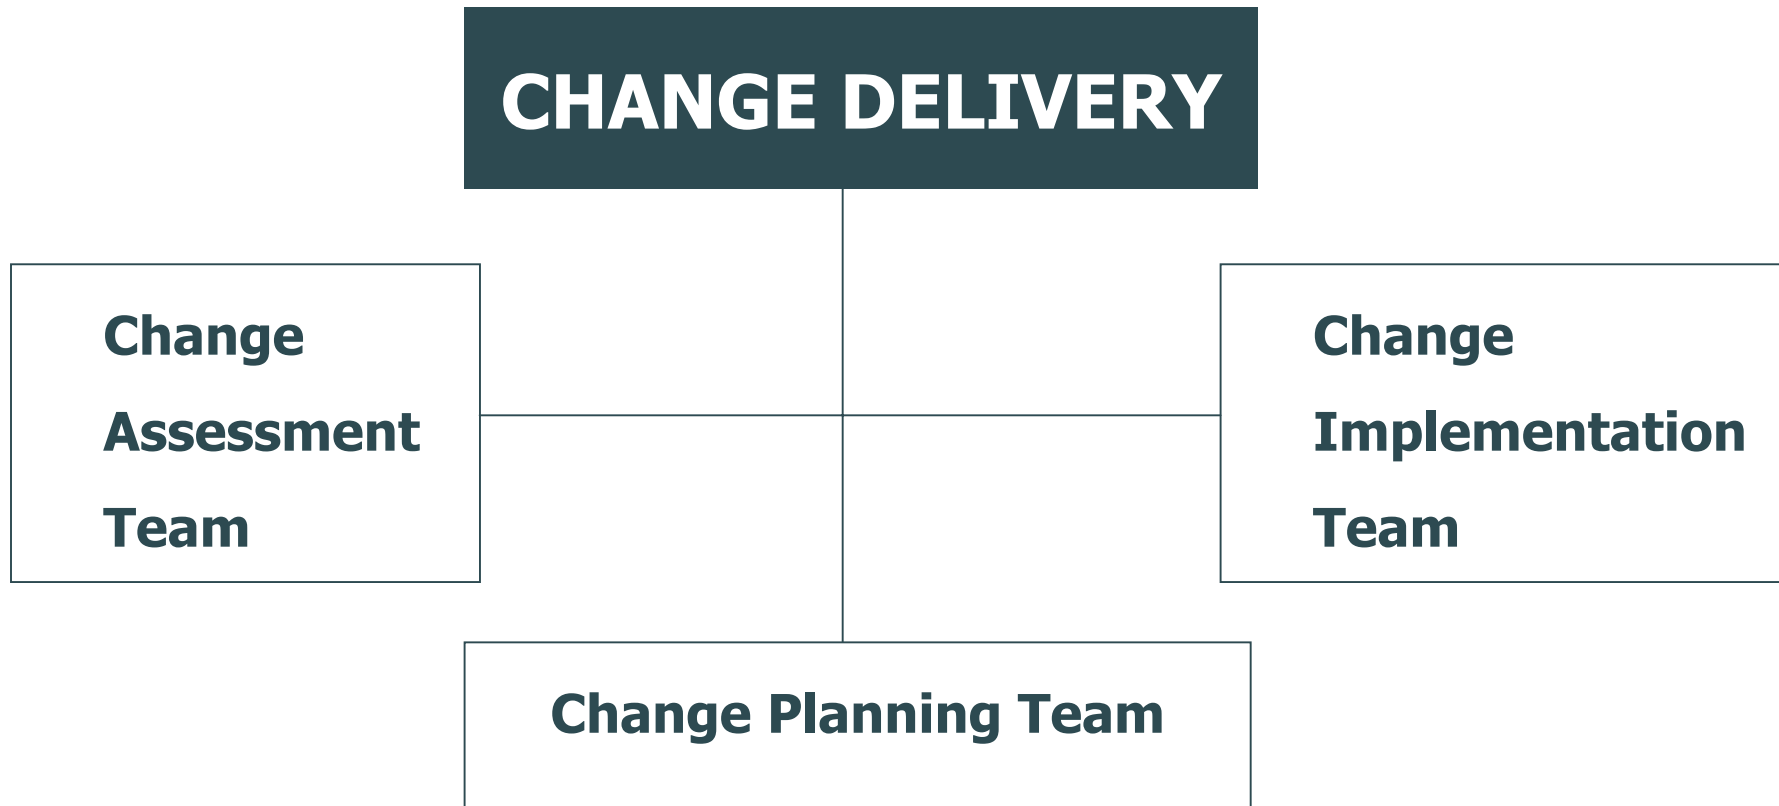 CHANGE DELIVERY
Change
Assessment
Team
Change
Implementation
Team
Change Planning Team